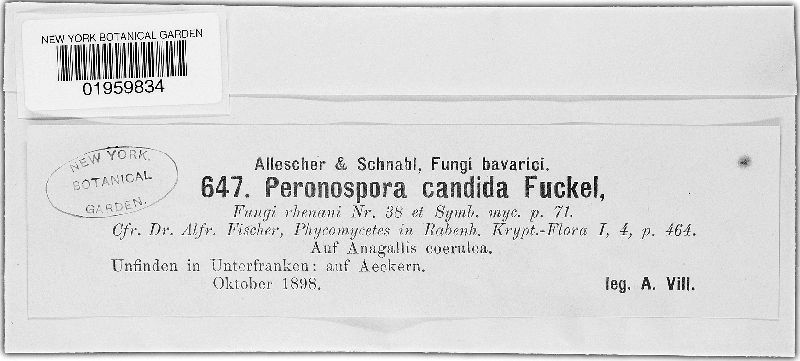 NEW YORK BOTANICAL GARDEN
01959834
NEW YORK
BOTANICAL
GARDEN.
Allescher & Schnabl, Fungi bavarici.
647. Peronospora candida Fuckel,
Fungi rhenani Nr. 38 et Symb. myc. p. 71.
Cfr. Dr. Alfr. Fischer, Phycomycetes in Rabenh. Krypt.-Flora I, 4, p. 464.
Auf Anagallis coerulea.
Unfinden in Unterfranken: auf Aeckern.
Oktober 1898.
leg. A. Vill.